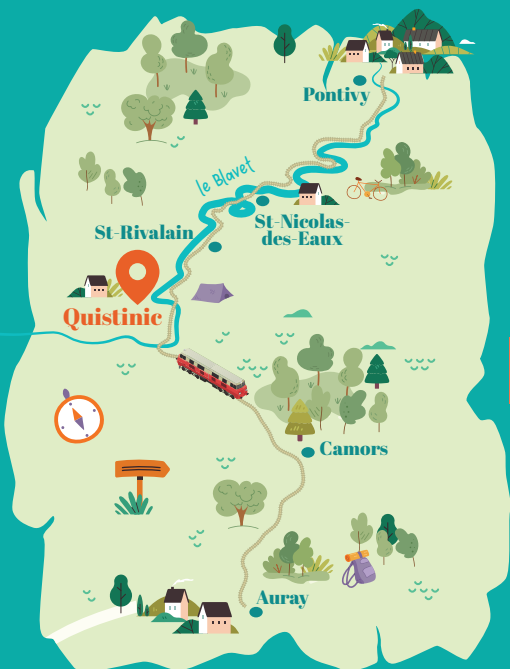 Pontivy
le Blavet
St-Nicolas-
des-Eaux
St-Rivalain
Quistinic
Camors
Auray